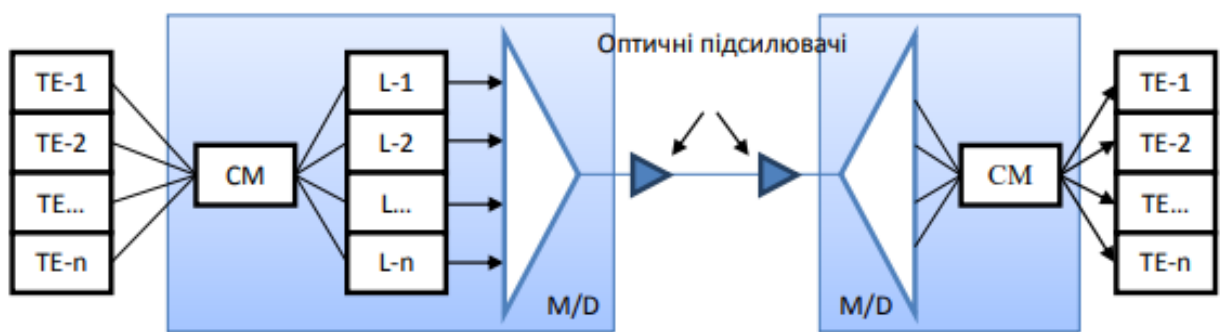 Оптичні підсилювачі
TE-1
TE-2
TE...
TE-n
CM
L-1
L-2
L...
L-n
M/D
M/D
CM
TE-1
TE-2
TE...
TE-n